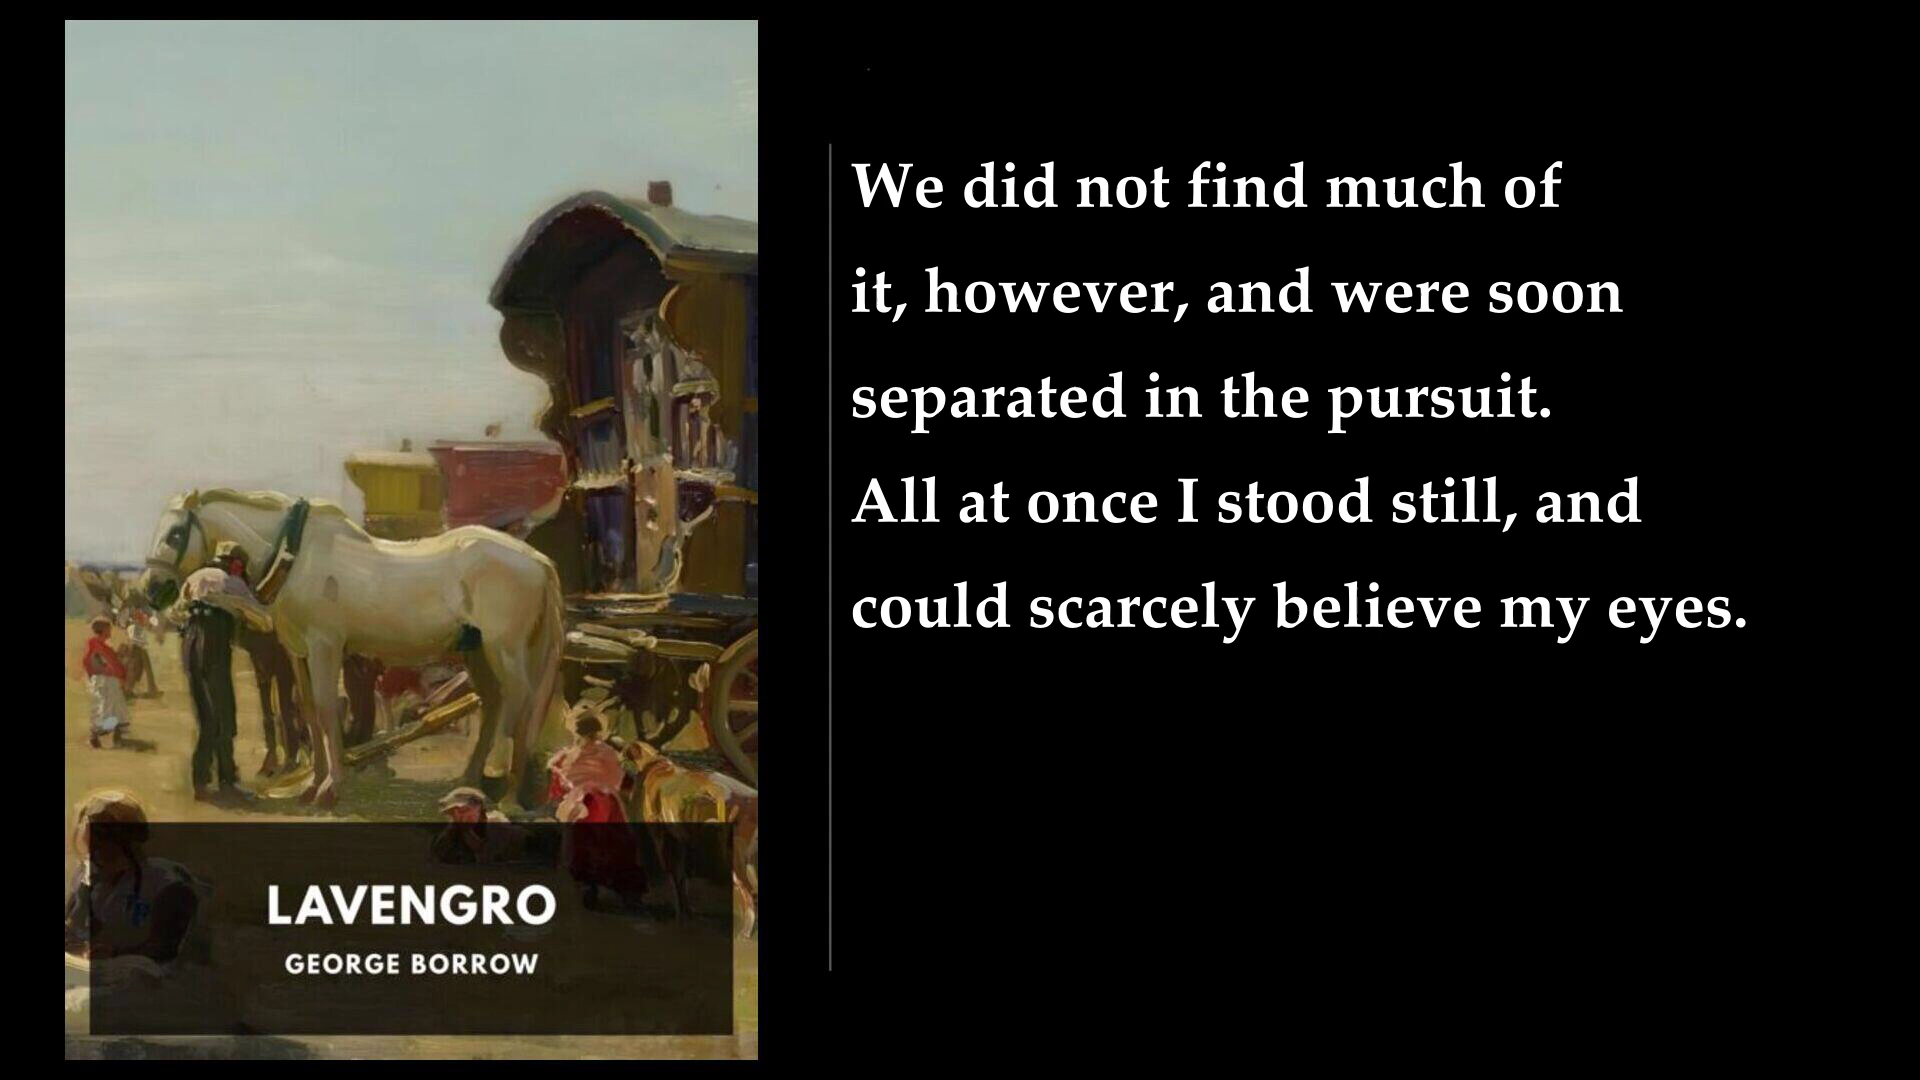 We did not find much of
it, however, and were soon
separated in the pursuit.
All at once I stood still, and
could scarcely believe my eyes.
LAVENGRO
GEORGE BORROW